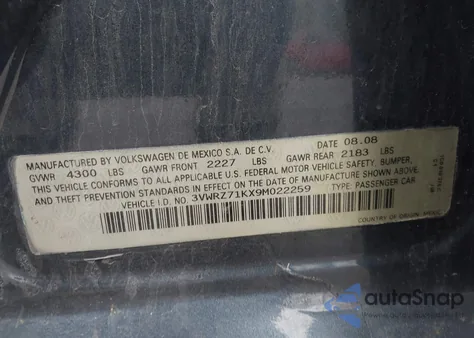 MANUFACTURED BY VOLKSWAGEN DE MEXICO S.A. DE C.V. DATE 08.08
GVWR 4300 LBS GAWR FRONT 2227 LBS GAWR REAR 2183 LBS
THIS VEHICLE CONFORMS TO ALL APPLICABLE U.S. FEDERAL MOTOR VEHICLE SAFETY, BUMPER,
AND THEFT PREVENTION STANDARDS IN EFFECT ON THE DATE OF MANUFACTURE SHOWN ABOVE.
VEHICLE I.D. NO. 3VWRZ71KX9M022259 TYPE: PASSENGER CAR
autoSnap